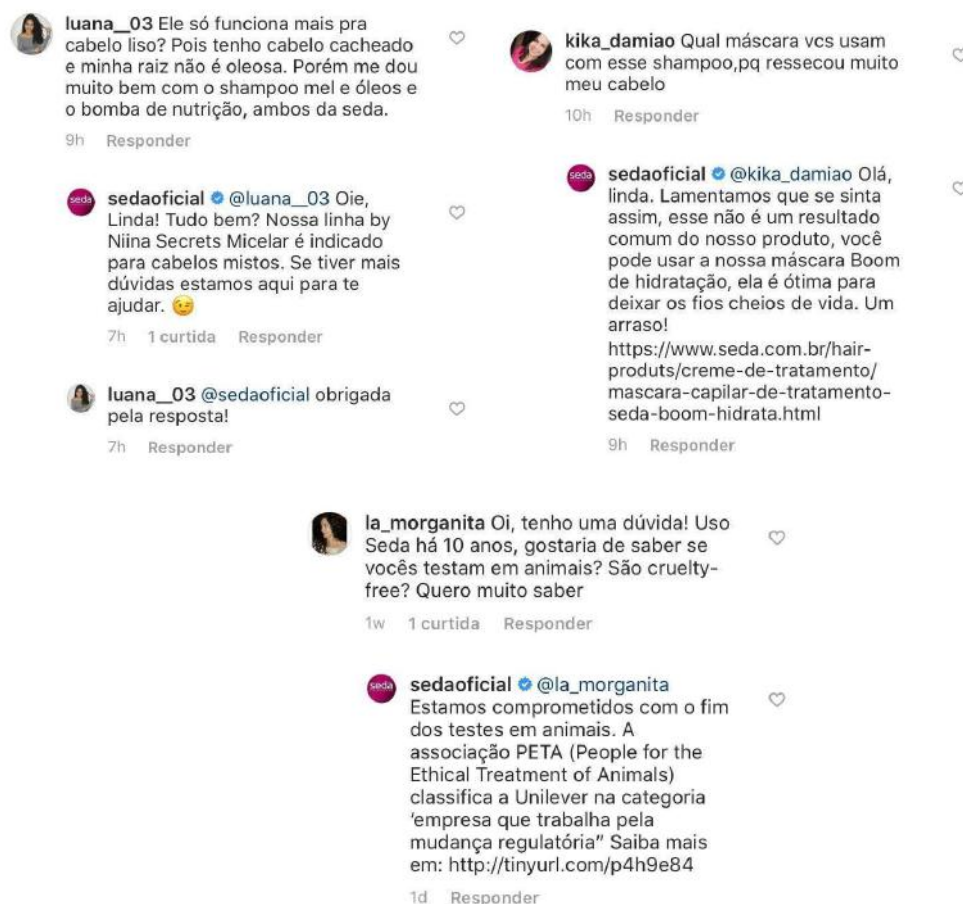 luana__03 Ele só funciona mais pra
cabelo liso? Pois tenho cabelo cacheado
e minha raiz não é oleosa. Porém me dou
muito bem com o shampoo mel e óleos e
o bomba de nutrição, ambos da seda.
9h Responder
seda
sedaoficial @luana__03 Oie,
Linda! Tudo bem? Nossa linha by
Niina Secrets Micelar é indicado
para cabelos mistos. Se tiver mais
dúvidas estamos aqui para te
ajudar. 😉
7h 1 curtida Responder
luana__03 @sedaoficial obrigada
pela resposta!
7h Responder
kika_damiao Qual máscara vcs usam
com esse shampoo,pq ressecou muito
meu cabelo
10h Responder
seda
sedaoficial @kika_damiao Olá,
linda. Lamentamos que se sinta
assim, esse não é um resultado
comum do nosso produto, você
pode usar a nossa máscara Boom
de hidratação, ela é ótima para
deixar os fios cheios de vida. Um
arraso!
https://www.seda.com.br/hair-
produts/creme-de-tratamento/
mascara-capilar-de-tratamento-
seda-boom-hidrata.html
9h Responder
la_morganita Oi, tenho uma dúvida! Uso
Seda há 10 anos, gostaria de saber se
vocês testam em animais? São cruelty-
free? Quero muito saber
1w 1 curtida Responder
seda
sedaoficial @la_morganita
Estamos comprometidos com o fim
dos testes em animais. A
associação PETA (People for the
Ethical Treatment of Animals)
classifica a Unilever na categoria
‘empresa que trabalha pela
mudança regulatória” Saiba mais
em: http://tinyurl.com/p4h9e84
1d Responder